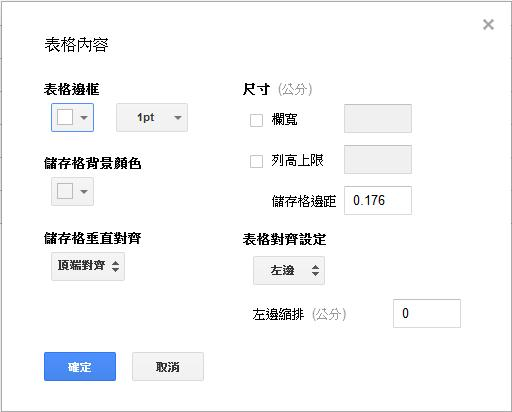 表格內容
表格邊框
1pt
儲存格背景顏色
儲存格垂直對齊
頂端對齊
尺寸 (公分)
欄寬
列高上限
儲存格邊距 0.176
表格對齊設定
左邊
左邊縮排 (公分) 0
確定 取消